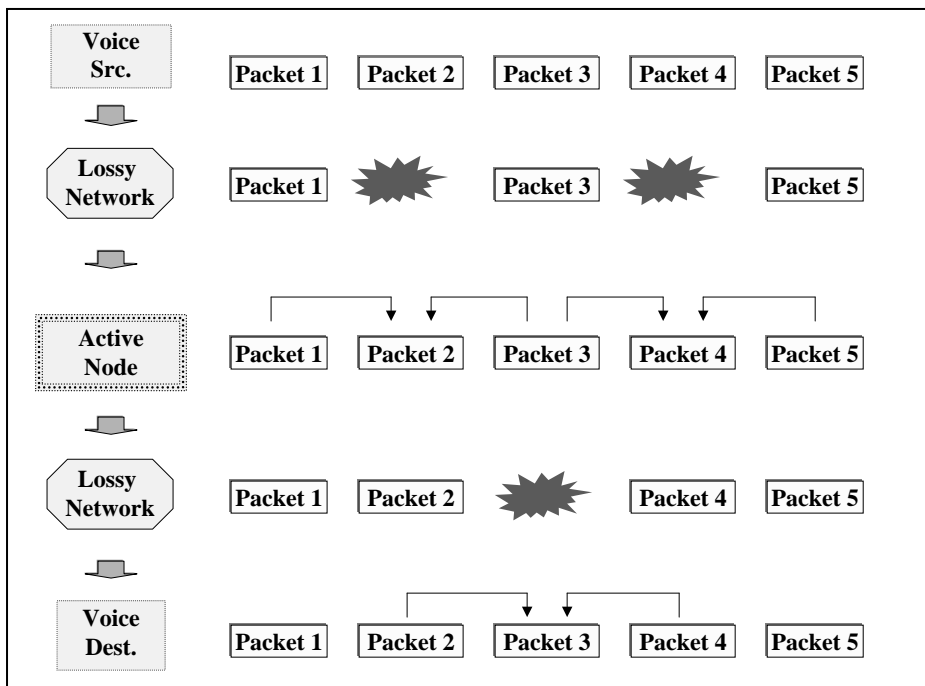 Voice
Src.
Packet 1 Packet 2 Packet 3 Packet 4 Packet 5
Lossy
Network
Packet 1 Packet 3 Packet 5
Active
Node
Packet 1 Packet 2 Packet 3 Packet 4 Packet 5
Lossy
Network
Packet 1 Packet 2 Packet 4 Packet 5
Voice
Dest.
Packet 1 Packet 2 Packet 3 Packet 4 Packet 5